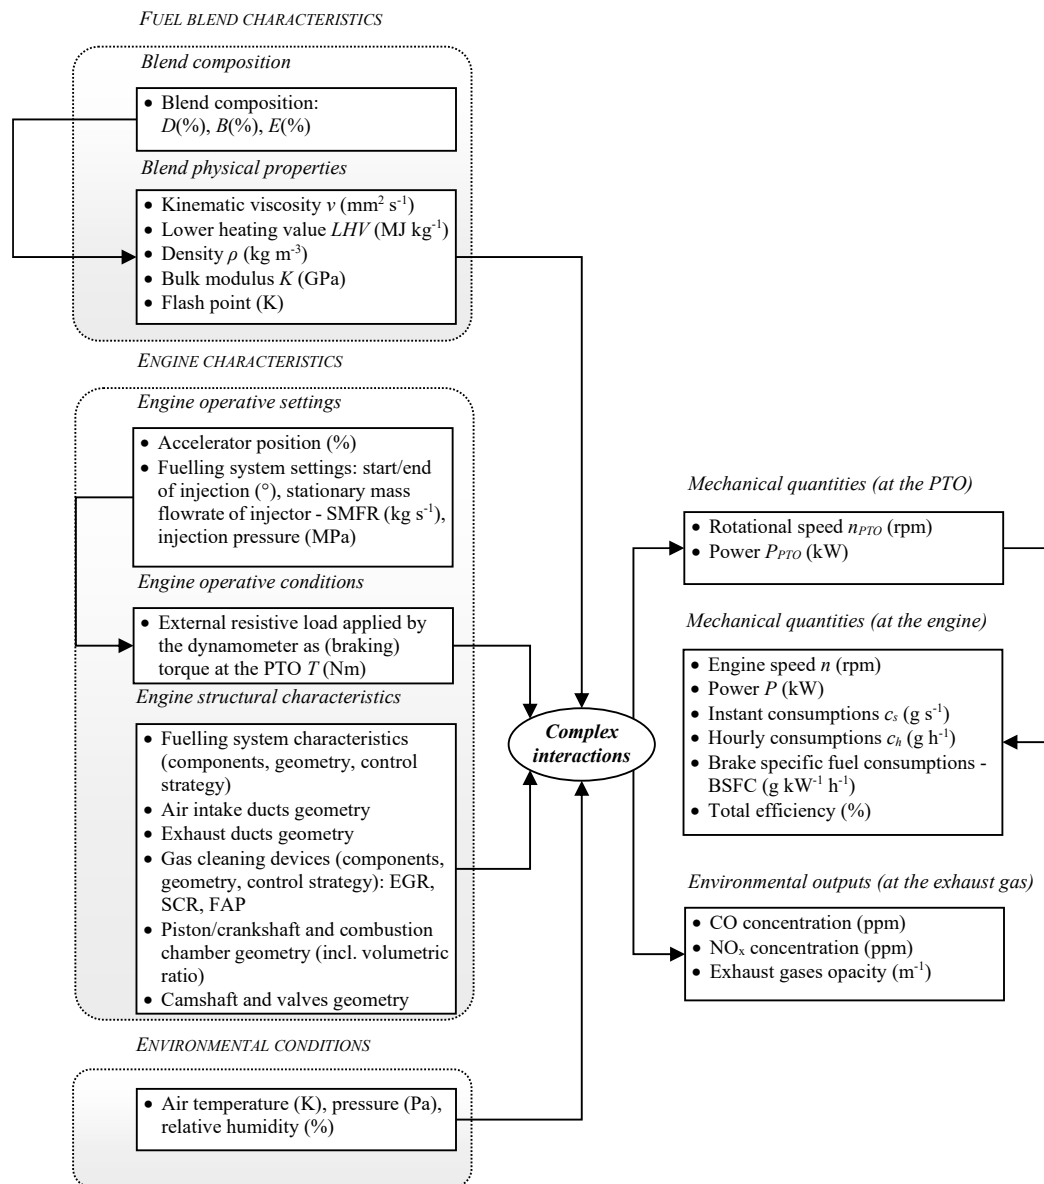 FUEL BLEND CHARACTERISTICS
Blend composition
• Blend composition:
D(%), B(%), E(%)
Blend physical properties
• Kinematic viscosity ν (mm² s⁻¹)
• Lower heating value LHV (MJ kg⁻¹)
• Density ρ (kg m⁻³)
• Bulk modulus K (GPa)
• Flash point (K)
ENGINE CHARACTERISTICS
Engine operative settings
• Accelerator position (%)
• Fuelling system settings: start/end
of injection (°), stationary mass
flowrate of injector - SMFR (kg s⁻¹),
injection pressure (MPa)
Engine operative conditions
• External resistive load applied by
the dynamometer as (braking)
torque at the PTO T (Nm)
Engine structural characteristics
• Fuelling system characteristics
(components, geometry, control
strategy)
• Air intake ducts geometry
• Exhaust ducts geometry
• Gas cleaning devices (components,
geometry, control strategy): EGR,
SCR, FAP
• Piston/crankshaft and combustion
chamber geometry (incl. volumetric
ratio)
• Camshaft and valves geometry
ENVIRONMENTAL CONDITIONS
• Air temperature (K), pressure (Pa),
relative humidity (%)
Complex
interactions
Mechanical quantities (at the PTO)
• Rotational speed n_PTO (rpm)
• Power P_PTO (kW)
Mechanical quantities (at the engine)
• Engine speed n (rpm)
• Power P (kW)
• Instant consumptions c_s (g s⁻¹)
• Hourly consumptions c_h (g h⁻¹)
• Brake specific fuel consumptions -
BSFC (g kW⁻¹ h⁻¹)
• Total efficiency (%)
Environmental outputs (at the exhaust gas)
• CO concentration (ppm)
• NOₓ concentration (ppm)
• Exhaust gases opacity (m⁻¹)